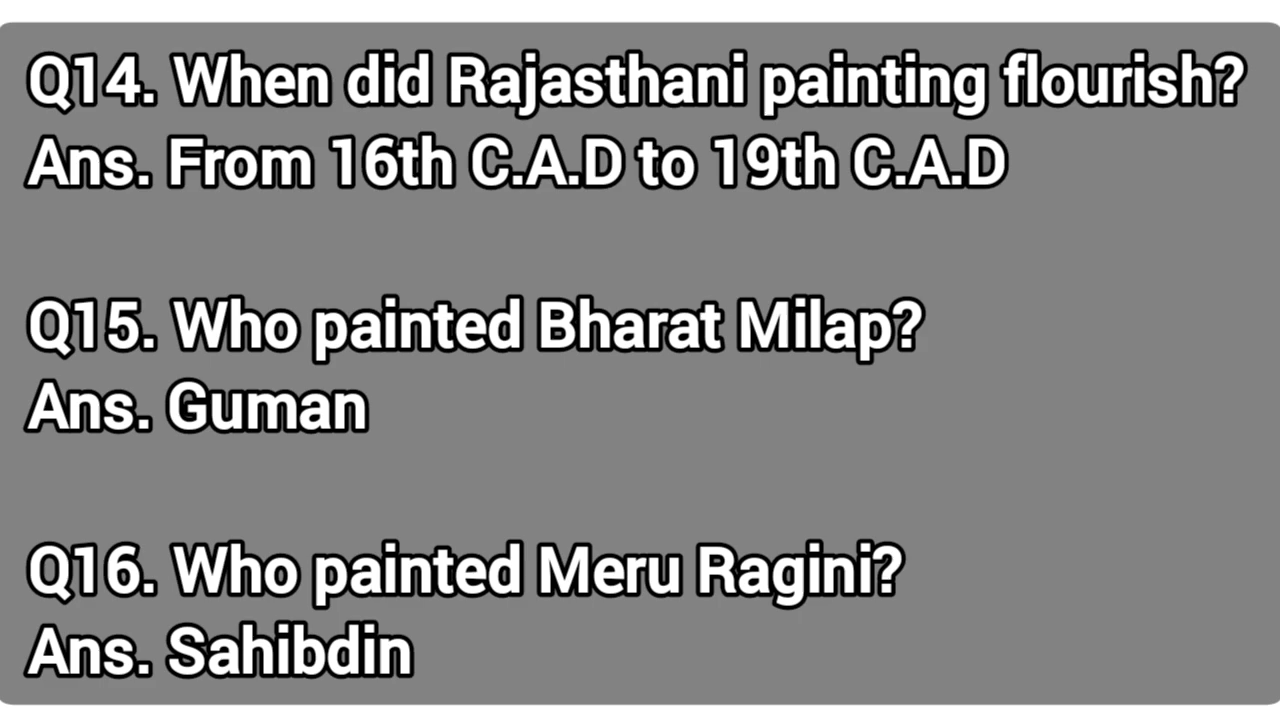 Q14. When did Rajasthani painting flourish?
Ans. From 16th C.A.D to 19th C.A.D
Q15. Who painted Bharat Milap?
Ans. Guman
Q16. Who painted Meru Ragini?
Ans. Sahibdin